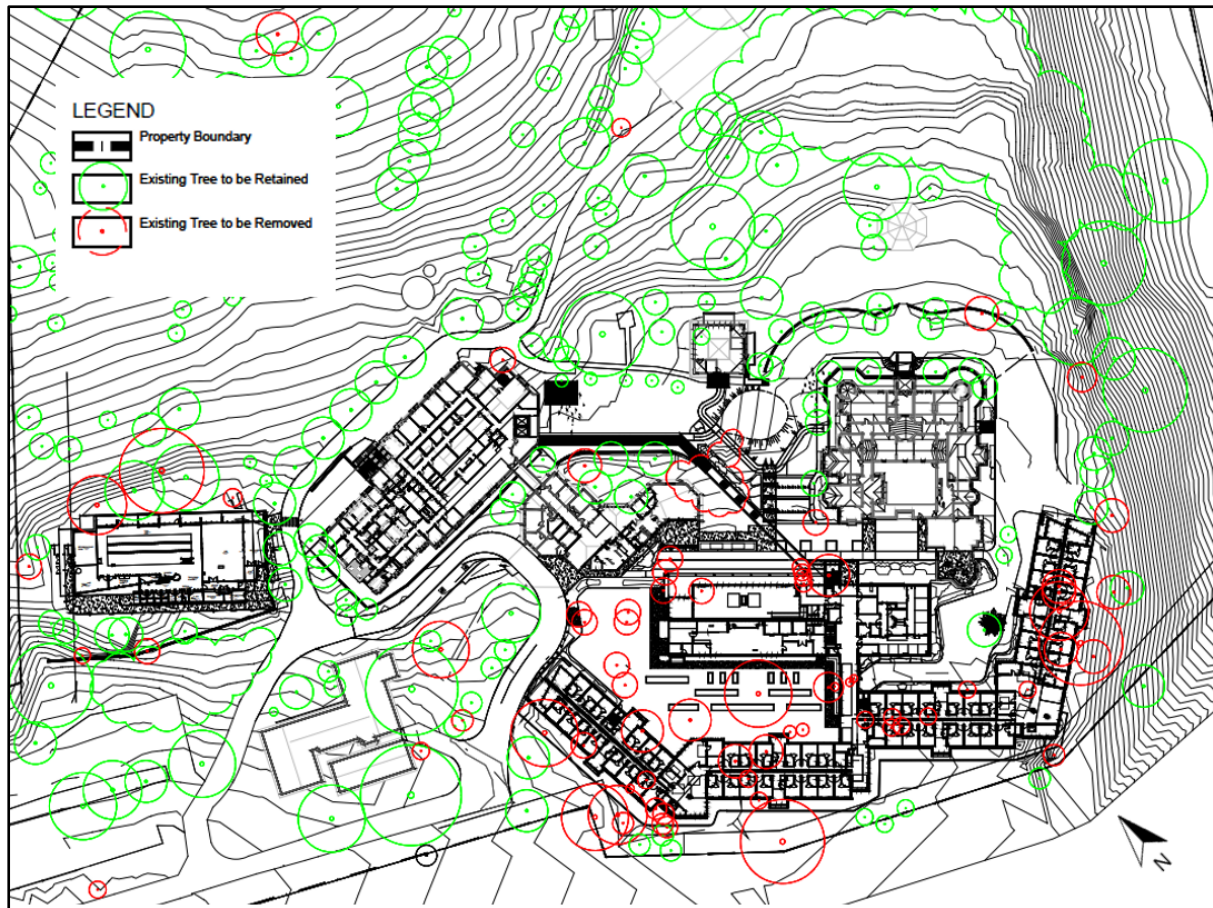 LEGEND
Property Boundary
Existing Tree to be Retained
Existing Tree to be Removed
N